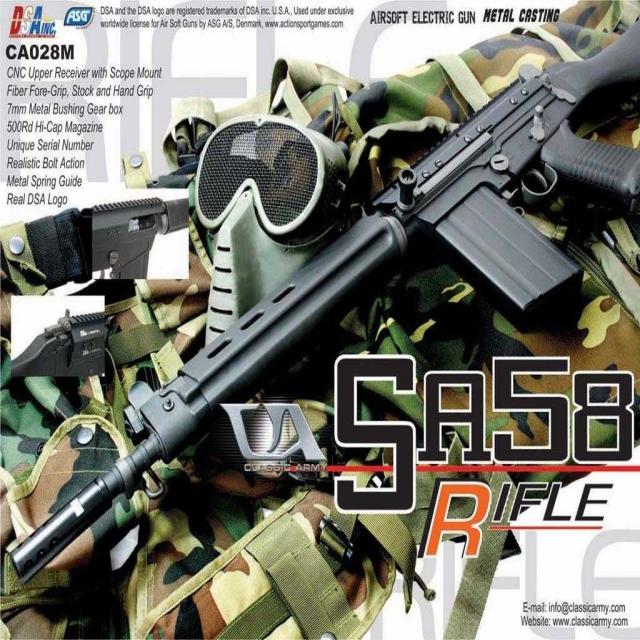 DSA INC.
ASG
DSA and the DSA logo are registered trademarks of DSA inc. U.S.A., Used under exclusive
worldwide license for Air Soft Guns by ASG A/S, Denmark, www.actionsportgames.com
AIRSOFT ELECTRIC GUN METAL CASTING
CA028M
CNC Upper Receiver with Scope Mount
Fiber Fore-Grip, Stock and Hand Grip
7mm Metal Bushing Gear box
500Rd Hi-Cap Magazine
Unique Serial Number
Realistic Bolt Action
Metal Spring Guide
Real DSA Logo
RIFLE
CLASSIC ARMY
SA58
RIFLE
RIFLE
E-mail: info@classicarmy.com
Website: www.classicarmy.com